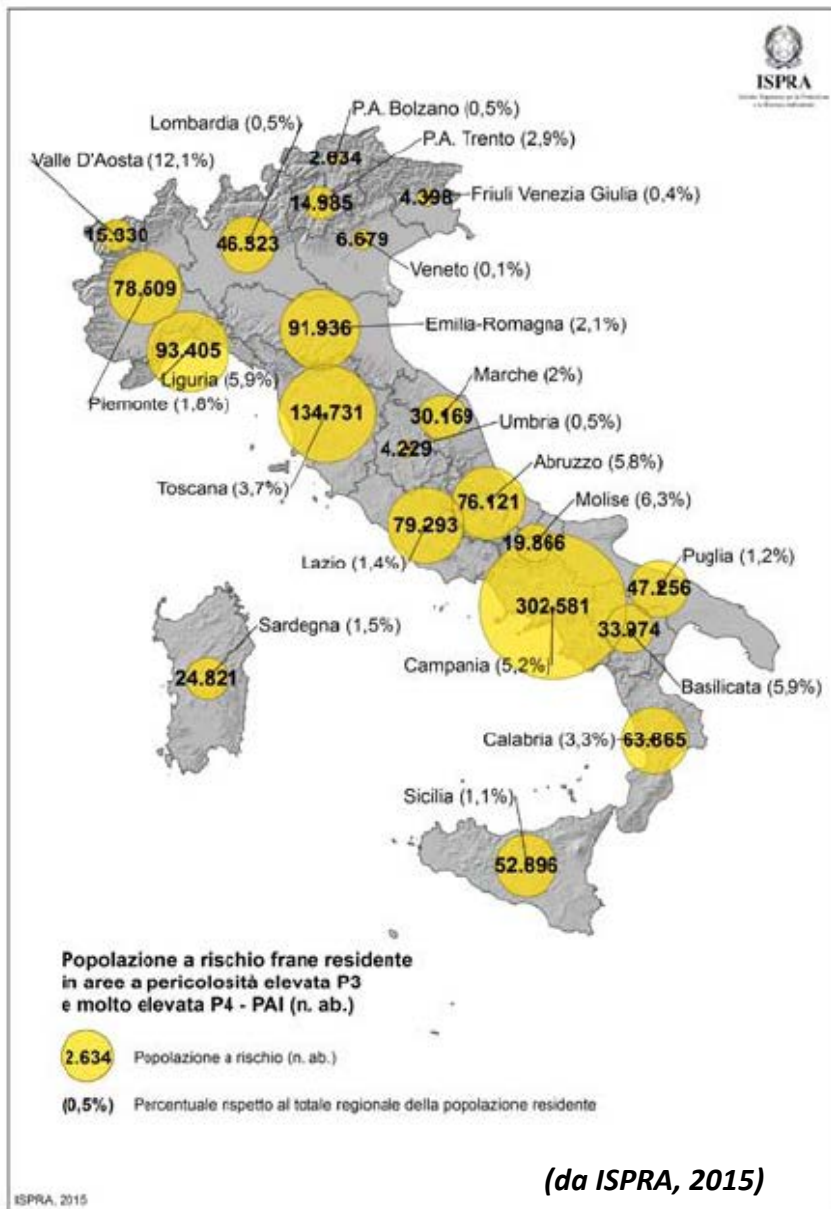 ISPRA
Lombardia (0,5%)
P.A. Bolzano (0,5%)
2.634
P.A. Trento (2,9%)
Valle D'Aosta (12,1%)
14.985
4.398
Friuli Venezia Giulia (0,4%)
46.523
6.679
Veneto (0,1%)
78.609
91.936
Emilia-Romagna (2,1%)
93.405
Liguria (5,9%)
Marche (2%)
Piemonte (1,8%)
134.731
30.169
Umbria (0,5%)
4.229
Abruzzo (5,8%)
Toscana (3,7%)
76.121
Molise (6,3%)
79.293
19.866
Puglia (1,2%)
Lazio (1,4%)
47.256
302.581
33.974
Sardegna (1,5%)
Campania (5,2%)
24.821
Basilicata (5,9%)
Calabria (3,3%)
Sicilia (1,1%)
Popolazione a rischio frane residente
in aree a pericolosità elevata P3
e molto elevata P4 - PAI (n. ab.)
2.634
Popolazione a rischio (n. ab.)
(0,5%) Percentuale rispetto al totale regionale della popolazione residente
(da ISPRA, 2015)
ISPRA, 2015